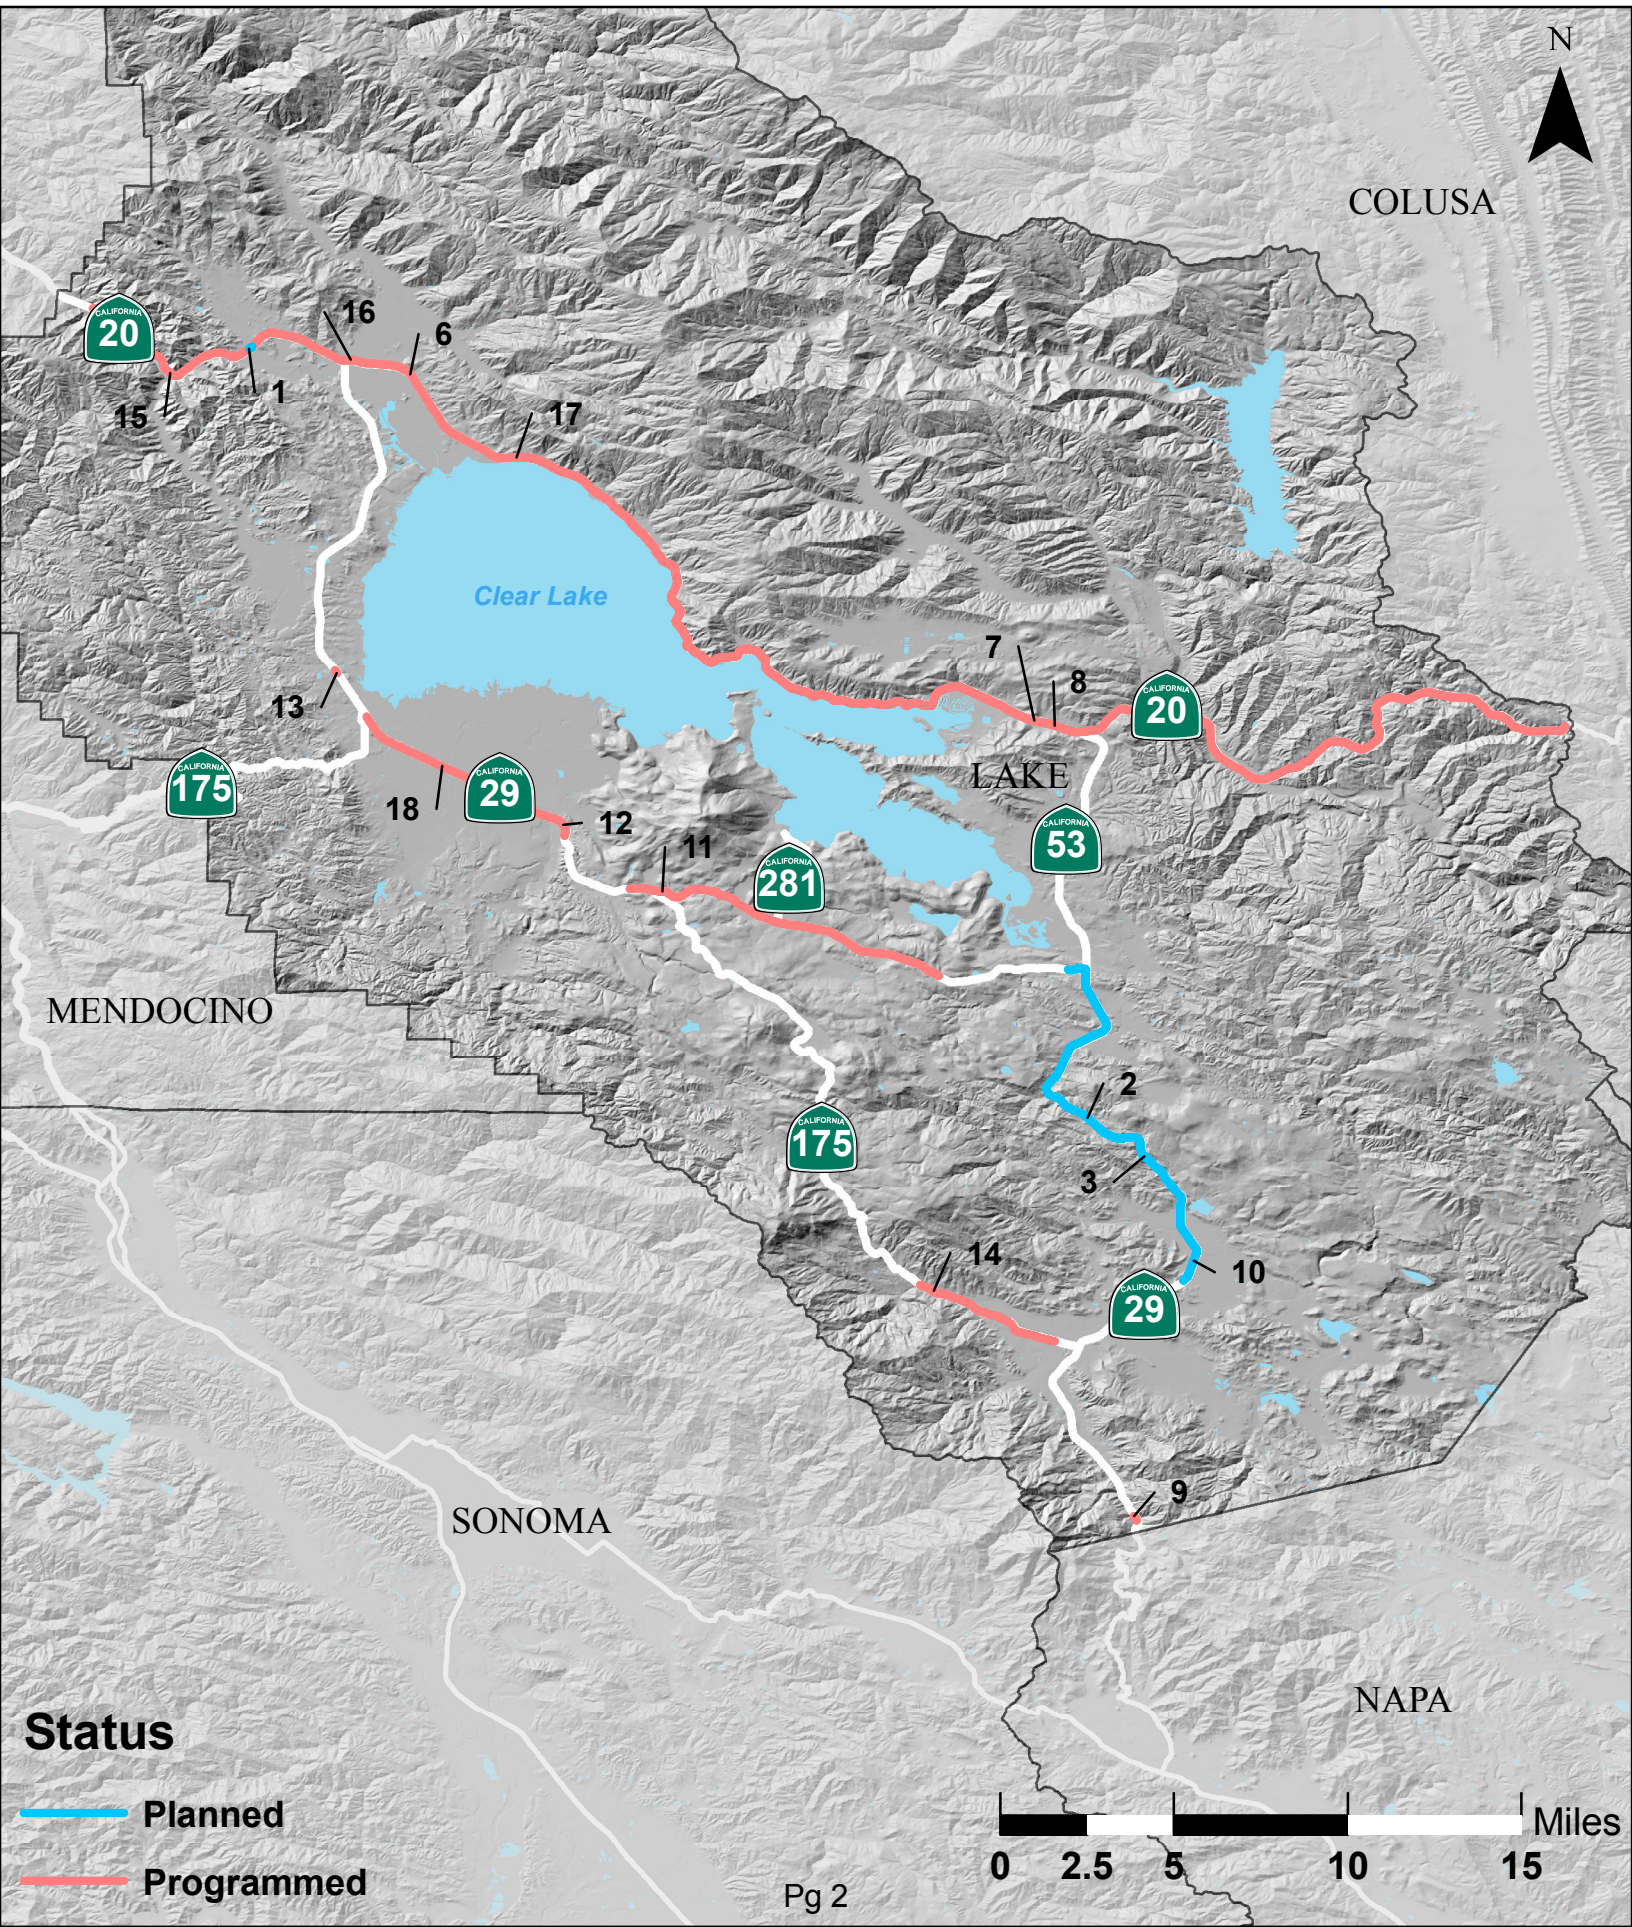 N
COLUSA
CALIFORNIA
20
16
6
1
15
17
Clear Lake
7
8
CALIFORNIA
20
13
LAKE
CALIFORNIA
175
CALIFORNIA
29
18
12
11
CALIFORNIA
53
CALIFORNIA
281
MENDOCINO
2
CALIFORNIA
175
3
14
10
CALIFORNIA
29
9
SONOMA
NAPA
Status
Planned
Programmed
Miles
0 2.5 5 10 15
Pg 2